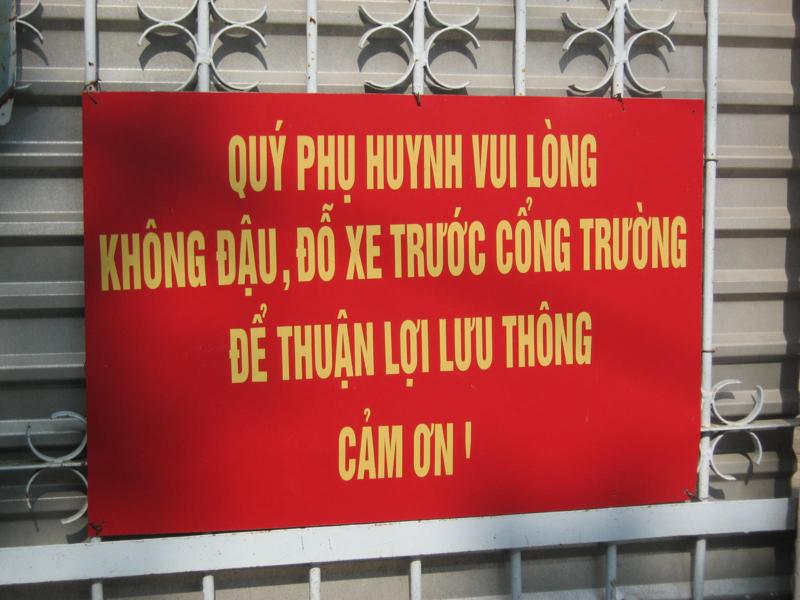 QUÝ PHỤ HUYNH VUI LÒNG
KHÔNG ĐẬU, ĐỖ XE TRƯỚC CỔNG TRƯỜNG
ĐỂ THUẬN LỢI LƯU THÔNG
CẢM ƠN !